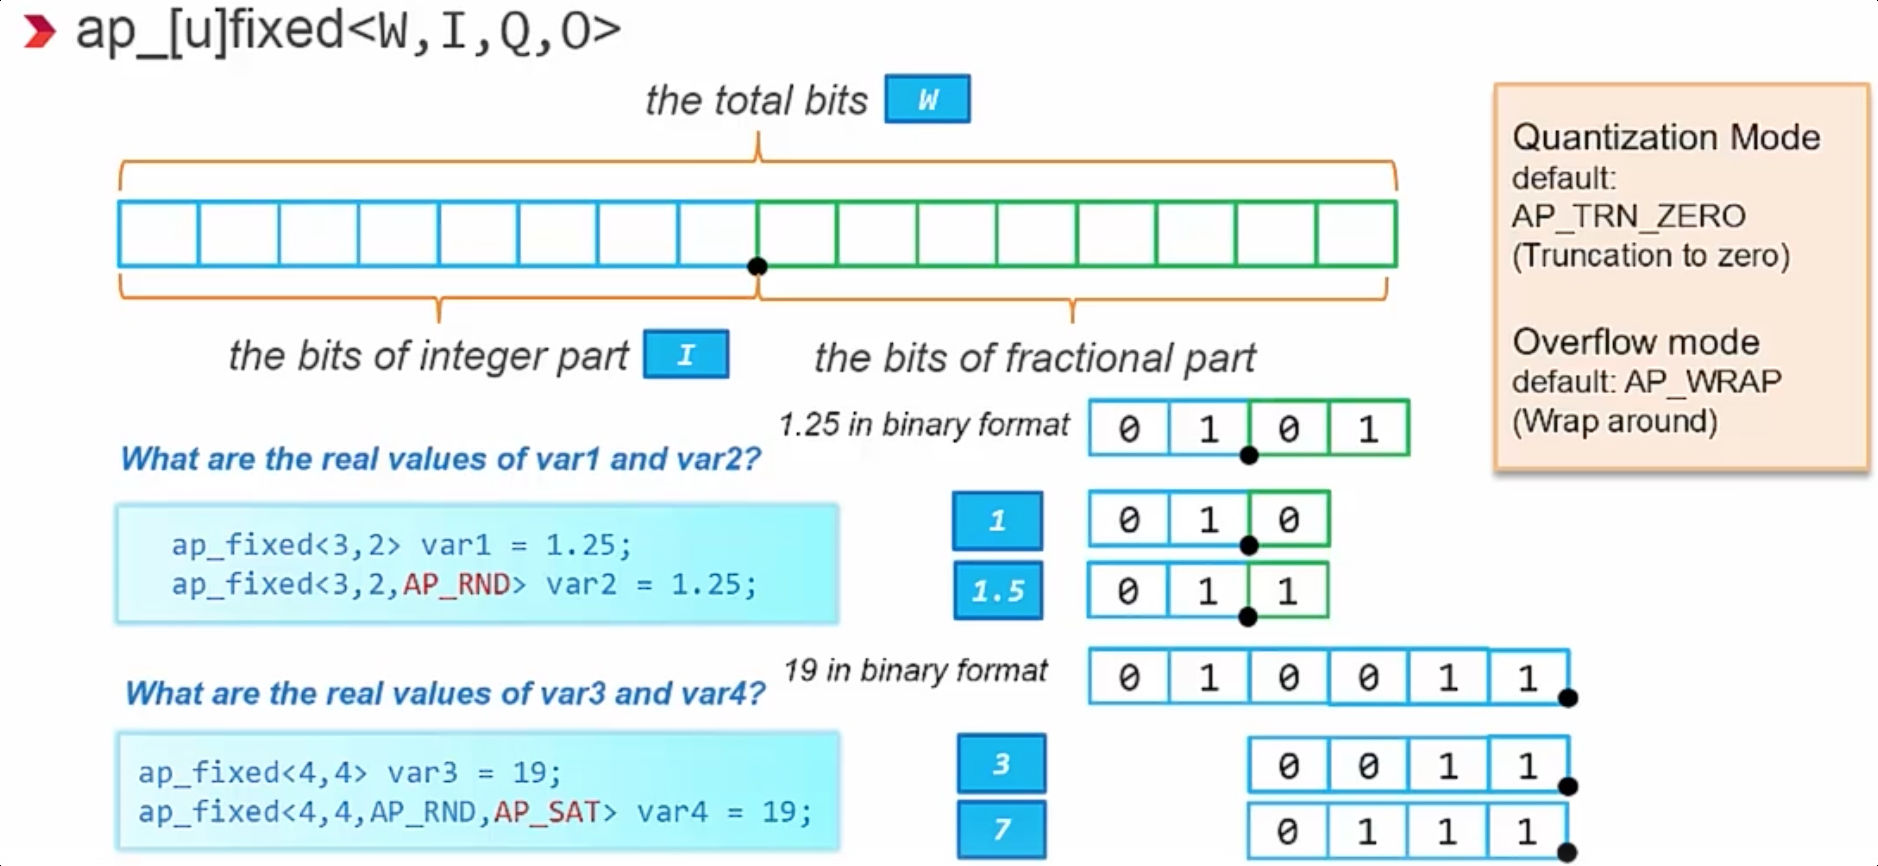 ap_[u]fixed<W,I,Q,O>
the total bits W
the bits of integer part I
the bits of fractional part
Quantization Mode
default:
AP_TRN_ZERO
(Truncation to zero)
Overflow mode
default: AP_WRAP
(Wrap around)
1.25 in binary format 0 1 0 1
What are the real values of var1 and var2?
ap_fixed<3,2> var1 = 1.25;
ap_fixed<3,2,AP_RND> var2 = 1.25;
1 0 1 0
1.5 0 1 1
19 in binary format 0 1 0 0 1 1
What are the real values of var3 and var4?
ap_fixed<4,4> var3 = 19;
ap_fixed<4,4,AP_RND,AP_SAT> var4 = 19;
3 0 0 1 1
7 0 1 1 1